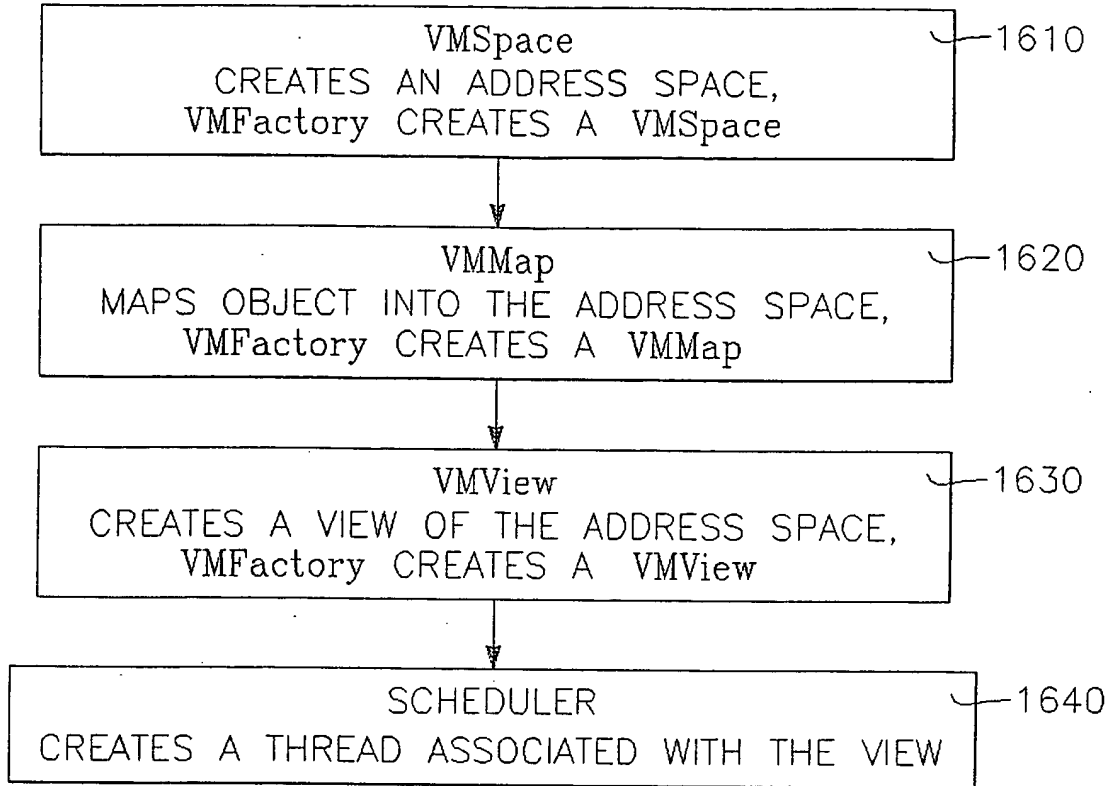 VMSpace
CREATES AN ADDRESS SPACE,
VMFactory CREATES A VMSpace
1610
VMMap
MAPS OBJECT INTO THE ADDRESS SPACE,
VMFactory CREATES A VMMap
1620
VMView
CREATES A VIEW OF THE ADDRESS SPACE,
VMFactory CREATES A VMView
1630
SCHEDULER
CREATES A THREAD ASSOCIATED WITH THE VIEW
1640